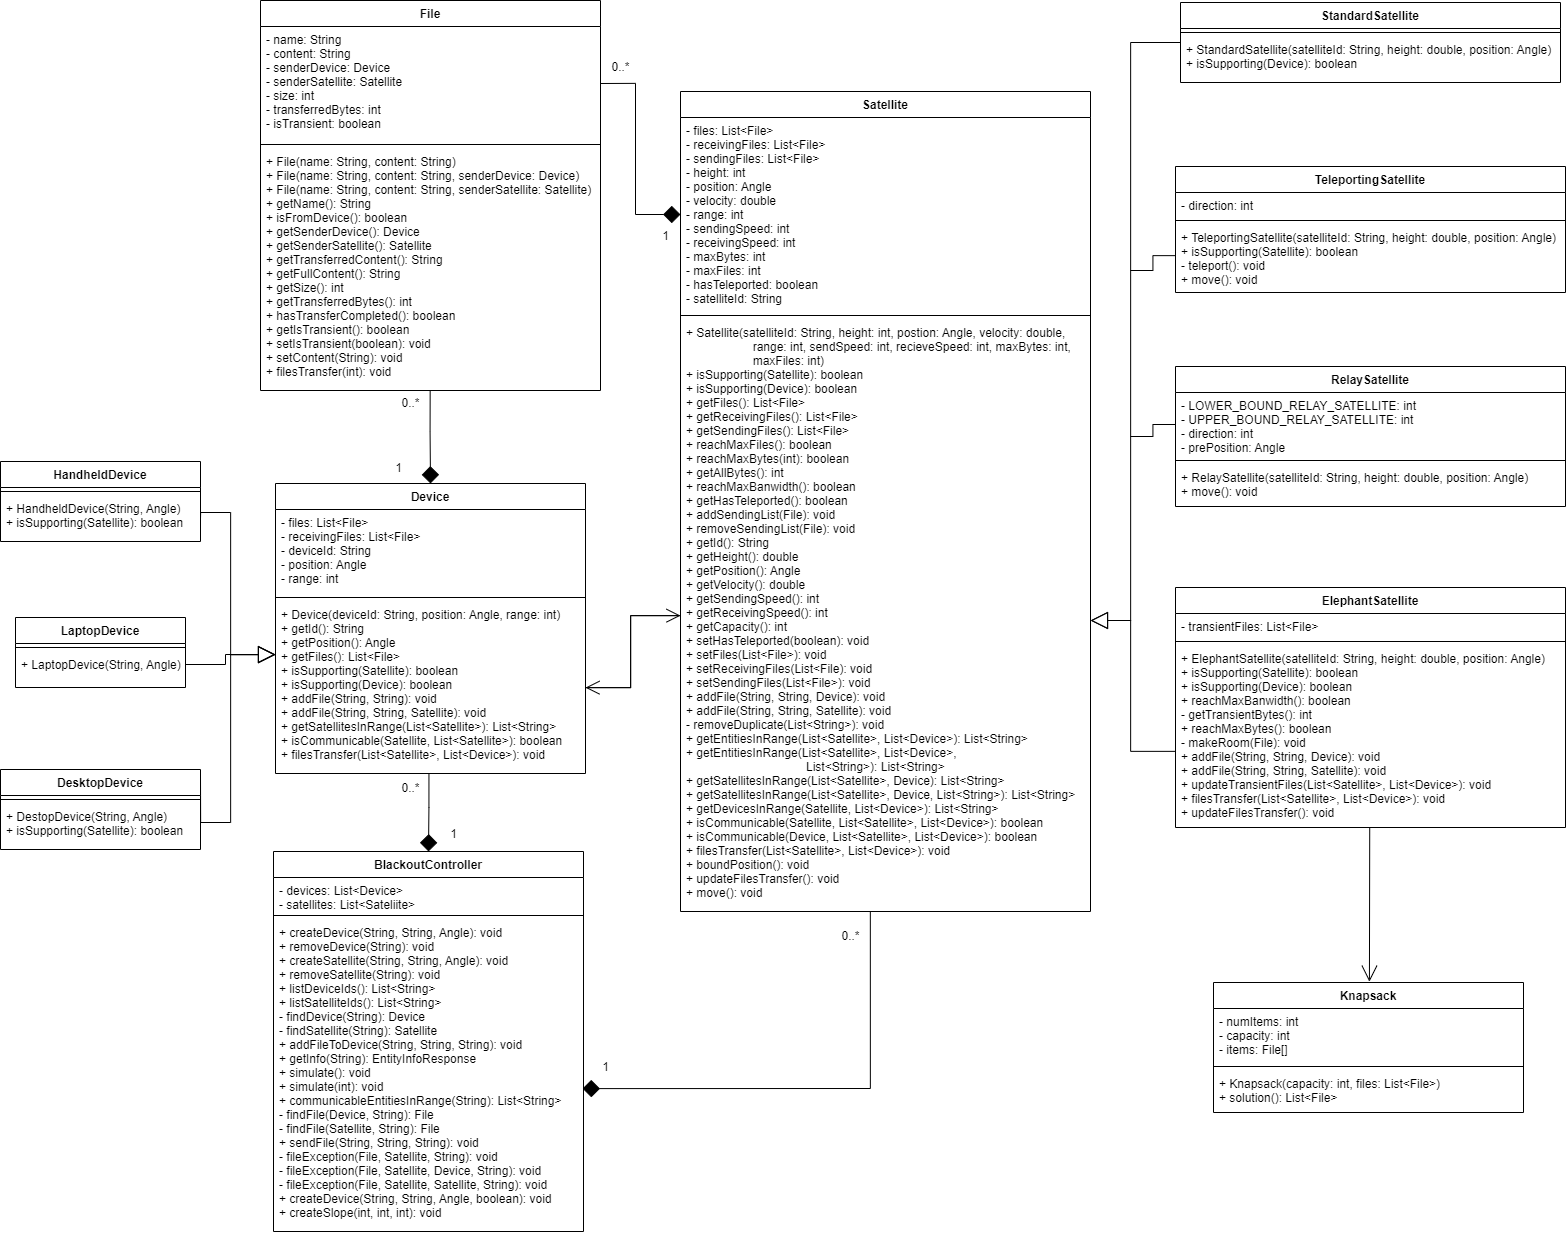 File
- name: String
- content: String
- senderDevice: Device
- senderSatellite: Satellite
- size: int
- transferredBytes: int
- isTransient: boolean
+ File(name: String, content: String)
+ File(name: String, content: String, senderDevice: Device)
+ File(name: String, content: String, senderSatellite: Satellite)
+ getName(): String
+ isFromDevice(): boolean
+ getSenderDevice(): Device
+ getSenderSatellite(): Satellite
+ getTransferredContent(): String
+ getFullContent(): String
+ getSize(): int
+ getTransferredBytes(): int
+ hasTransferCompleted(): boolean
+ getIsTransient(): boolean
+ setIsTransient(boolean): void
+ setContent(String): void
+ filesTransfer(int): void
0..*
1
0..*
1
Satellite
- files: List<File>
- receivingFiles: List<File>
- sendingFiles: List<File>
- height: int
- position: Angle
- velocity: double
- range: int
- sendingSpeed: int
- receivingSpeed: int
- maxBytes: int
- maxFiles: int
- hasTeleported: boolean
- satelliteId: String
+ Satellite(satelliteId: String, height: int, postion: Angle, velocity: double,
range: int, sendSpeed: int, recieveSpeed: int, maxBytes: int,
maxFiles: int)
+ isSupporting(Satellite): boolean
+ isSupporting(Device): boolean
+ getFiles(): List<File>
+ getReceivingFiles(): List<File>
+ getSendingFiles(): List<File>
+ reachMaxFiles(): boolean
+ reachMaxBytes(int): boolean
+ getAllBytes(): int
+ reachMaxBanwidth(): boolean
+ getHasTeleported(): boolean
+ addSendingList(File): void
+ removeSendingList(File): void
+ getId(): String
+ getHeight(): double
+ getPosition(): Angle
+ getVelocity(): double
+ getSendingSpeed(): int
+ getReceivingSpeed(): int
+ getCapacity(): int
+ setHasTeleported(boolean): void
+ setFiles(List<File>): void
+ setReceivingFiles(List<File): void
+ setSendingFiles(List<File>): void
+ addFile(String, String, Device): void
+ addFile(String, String, Satellite): void
- removeDuplicate(List<String>): void
+ getEntitiesInRange(List<Satellite>, List<Device>): List<String>
+ getEntitiesInRange(List<Satellite>, List<Device>,
List<String>): List<String>
+ getSatellitesInRange(List<Satellite>, Device): List<String>
+ getSatellitesInRange(List<Satellite>, Device, List<String>): List<String>
+ getDevicesInRange(Satellite, List<Device>): List<String>
+ isCommunicable(Satellite, List<Satellite>, List<Device>): boolean
+ isCommunicable(Device, List<Satellite>, List<Device>): boolean
+ filesTransfer(List<Satellite>, List<Device>): void
+ boundPosition(): void
+ updateFilesTransfer(): void
+ move(): void
StandardSatellite
+ StandardSatellite(satelliteId: String, height: double, position: Angle)
+ isSupporting(Device): boolean
TeleportingSatellite
- direction: int
+ TeleportingSatellite(satelliteId: String, height: double, position: Angle)
+ isSupporting(Satellite): boolean
- teleport(): void
+ move(): void
RelaySatellite
- LOWER_BOUND_RELAY_SATELLITE: int
- UPPER_BOUND_RELAY_SATELLITE: int
- direction: int
- prePosition: Angle
+ RelaySatellite(satelliteId: String, height: double, position: Angle)
+ move(): void
ElephantSatellite
- transientFiles: List<File>
+ ElephantSatellite(satelliteId: String, height: double, position: Angle)
+ isSupporting(Satellite): boolean
+ isSupporting(Device): boolean
+ reachMaxBanwidth(): boolean
- getTransientBytes(): int
+ reachMaxBytes(): boolean
- makeRoom(File): void
+ addFile(String, String, Device): void
+ addFile(String, String, Satellite): void
+ updateTransientFiles(List<Satellite>, List<Device>): void
+ filesTransfer(List<Satellite>, List<Device>): void
+ updateFilesTransfer(): void
Knapsack
- numItems: int
- capacity: int
- items: File[]
+ Knapsack(capacity: int, files: List<File>)
+ solution(): List<File>
HandheldDevice
+ HandheldDevice(String, Angle)
+ isSupporting(Satellite): boolean
LaptopDevice
+ LaptopDevice(String, Angle)
DesktopDevice
+ DestopDevice(String, Angle)
+ isSupporting(Satellite): boolean
Device
- files: List<File>
- receivingFiles: List<File>
- deviceId: String
- position: Angle
- range: int
+ Device(deviceId: String, position: Angle, range: int)
+ getId(): String
+ getPosition(): Angle
+ getFiles(): List<File>
+ isSupporting(Satellite): boolean
+ isSupporting(Device): boolean
+ addFile(String, String): void
+ addFile(String, String, Satellite): void
+ getSatellitesInRange(List<Satellite>): List<String>
+ isCommunicable(Satellite, List<Satellite>): boolean
+ filesTransfer(List<Satellite>, List<Device>): void
0..*
1
BlackoutController
- devices: List<Device>
- satellites: List<Sateliite>
+ createDevice(String, String, Angle): void
+ removeDevice(String): void
+ createSatellite(String, String, Angle): void
+ removeSatellite(String): void
+ listDeviceIds(): List<String>
+ listSatelliteIds(): List<String>
- findDevice(String): Device
- findSatellite(String): Satellite
+ addFileToDevice(String, String, String): void
+ getInfo(String): EntityInfoResponse
+ simulate(): void
+ simulate(int): void
+ communicableEntitiesInRange(String): List<String>
- findFile(Device, String): File
- findFile(Satellite, String): File
+ sendFile(String, String, String): void
- fileException(File, Satellite, String): void
- fileException(File, Satellite, Device, String): void
- fileException(File, Satellite, Satellite, String): void
+ createDevice(String, String, Angle, boolean): void
+ createSlope(int, int, int): void
0..*
1